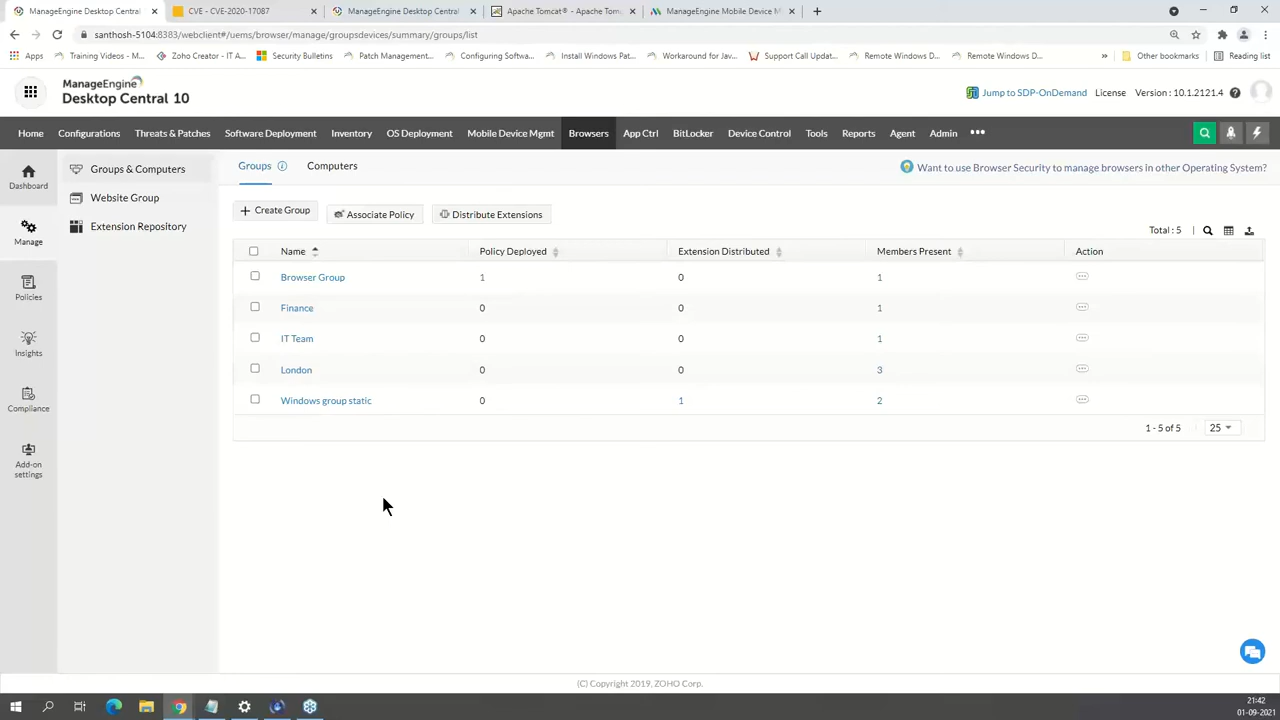 ManageEngine Desktop Central 10
CVE - CVE-2020-17087
ManageEngine Desktop Central
Apache Tomcat® - Apache Tom
ManageEngine Mobile Device M
santhosh-5104:8383/webclient#/uems/browser/manage/groupsdevices/summary/groups/list
Apps
Training Videos - M...
Zoho Creator - IT A...
Security Bulletins
Patch Management...
Configuring Softwa...
Install Windows Pat...
Workaround for Jav...
Support Call Updat...
Remote Windows D...
Remote Windows D...
»
Other bookmarks
Reading list
ManageEngine
Desktop Central 10
Jump to SDP-OnDemand
License
Version : 10.1.2121.4
Home
Configurations
Threats & Patches
Software Deployment
Inventory
OS Deployment
Mobile Device Mgmt
Browsers
App Ctrl
BitLocker
Device Control
Tools
Reports
Agent
Admin
Dashboard
Manage
Policies
Insights
Compliance
Add-on
settings
Groups & Computers
Website Group
Extension Repository
Groups
Computers
Want to use Browser Security to manage browsers in other Operating System?
+ Create Group
Associate Policy
Distribute Extensions
Total : 5
Name Policy Deployed Extension Distributed Members Present Action
Browser Group 1 0 1
Finance 0 0 1
IT Team 0 0 1
London 0 0 3
Windows group static 0 1 2
1 - 5 of 5
25
(C) Copyright 2019, ZOHO Corp.
21:42
01-09-2021